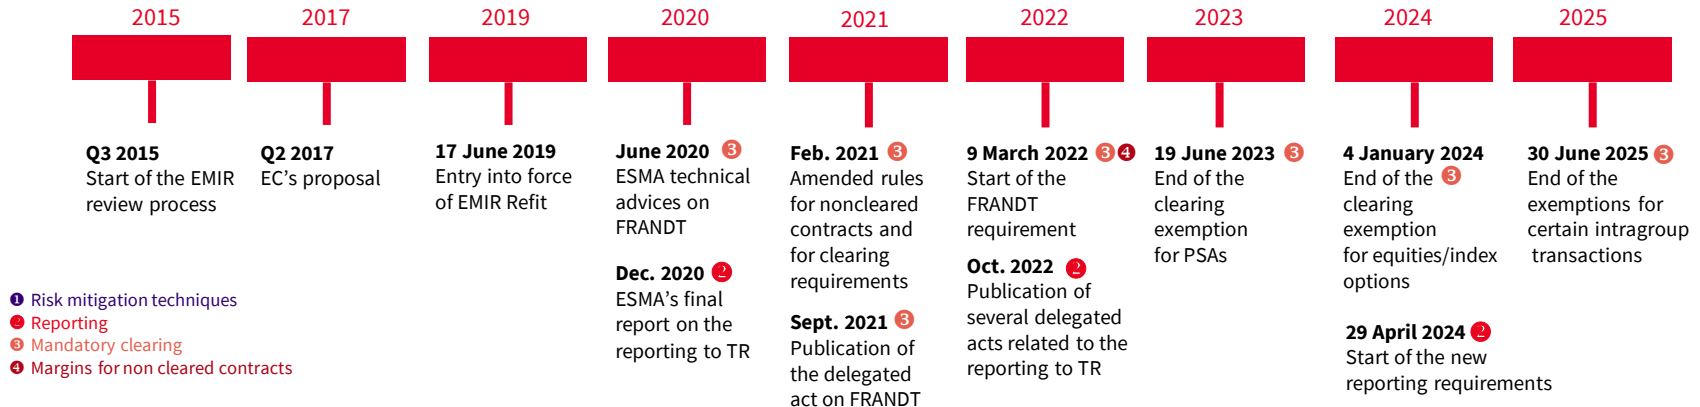 2015
2017
2019
2020
2021
2022
2023
2024
2025
Q3 2015
Start of the EMIR
review process
Q2 2017
EC's proposal
17 June 2019
Entry into force
of EMIR Refit
June 2020 ❸
ESMA technical
advices on
FRANDT
Dec. 2020 ❷
ESMA's final
report on the
reporting to TR
Feb. 2021 ❸
Amended rules
for noncleared
contracts and
for clearing
requirements
Sept. 2021 ❸
Publication of
the delegated
act on FRANDT
9 March 2022 ❸❹
Start of the
FRANDT
requirement
Oct. 2022 ❷
Publication of
several delegated
acts related to the
reporting to TR
19 June 2023 ❸
End of the
clearing
exemption
for PSAs
4 January 2024
End of the ❸
clearing
exemption
for equities/index
options
29 April 2024 ❷
Start of the new
reporting requirements
30 June 2025 ❸
End of the
exemptions for
certain intragroup
transactions
❶ Risk mitigation techniques
❷ Reporting
❸ Mandatory clearing
❹ Margins for non cleared contracts